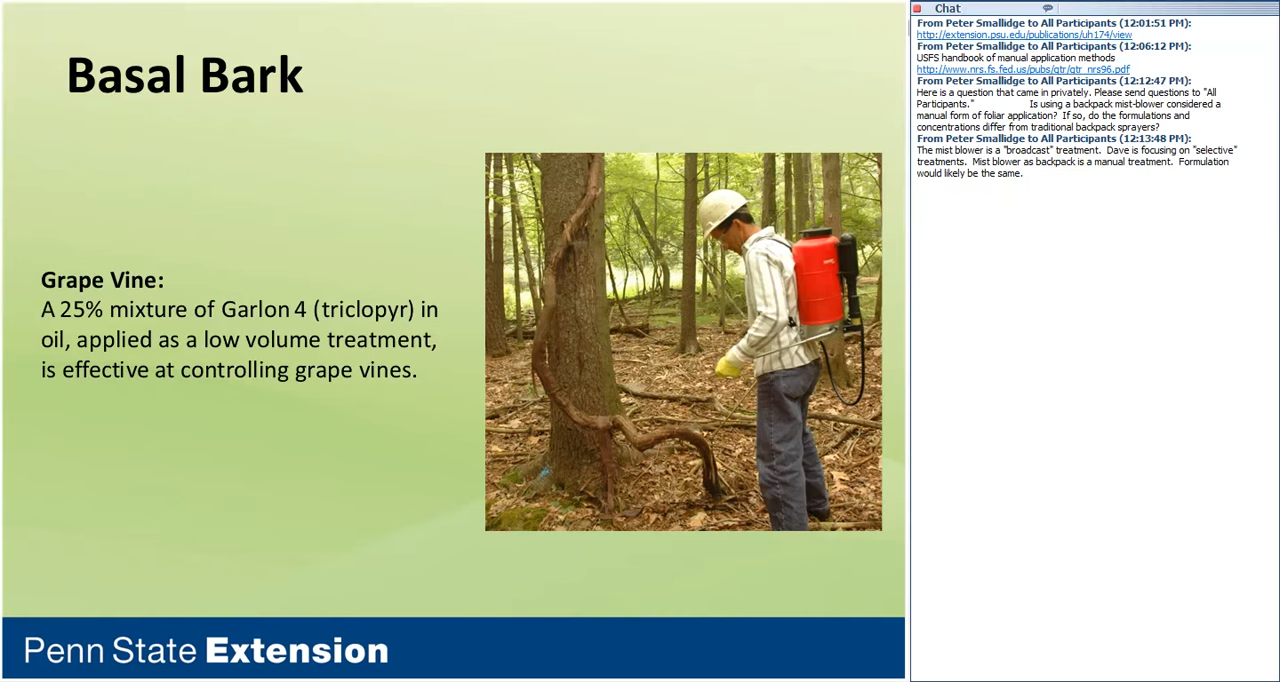 Basal Bark
Grape Vine:
A 25% mixture of Garlon 4 (triclopyr) in
oil, applied as a low volume treatment,
is effective at controlling grape vines.
Penn State Extension
Chat
From Peter Smallidge to All Participants (12:01:51 PM):
http://extension.psu.edu/publications/uh174/view
From Peter Smallidge to All Participants (12:06:12 PM):
USFS handbook of manual application methods
http://www.nrs.fs.fed.us/pubs/gtr/gtr_nrs96.pdf
From Peter Smallidge to All Participants (12:12:47 PM):
Here is a question that came in privately. Please send questions to "All
Participants." Is using a backpack mist-blower considered a
manual form of foliar application? If so, do the formulations and
concentrations differ from traditional backpack sprayers?
From Peter Smallidge to All Participants (12:13:48 PM):
The mist blower is a "broadcast" treatment. Dave is focusing on "selective"
treatments. Mist blower as backpack is a manual treatment. Formulation
would likely be the same.